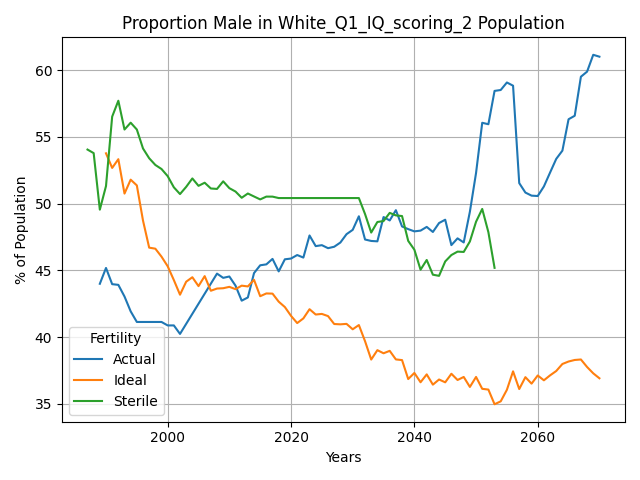 Proportion Male in White_Q1_IQ_scoring_2 Population
% of Population
60
55
50
45
40
35
Fertility
Actual
Ideal
Sterile
2000
2020
2040
2060
Years